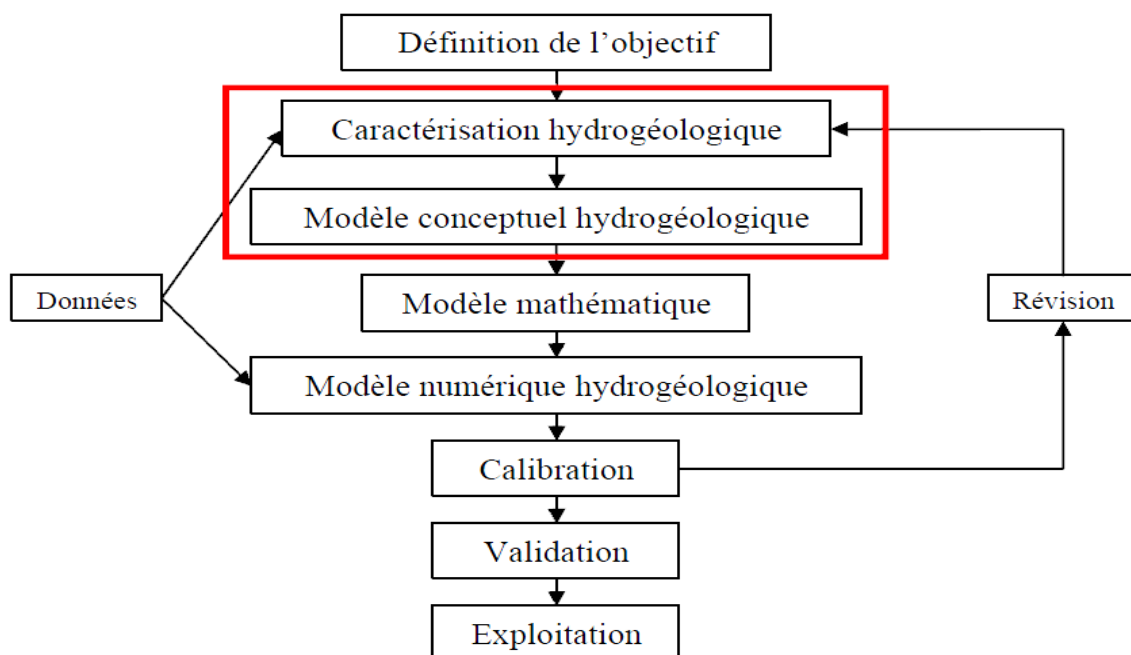 Définition de l’objectif
Caractérisation hydrogéologique
Modèle conceptuel hydrogéologique
Données
Modèle mathématique
Révision
Modèle numérique hydrogéologique
Calibration
Validation
Exploitation